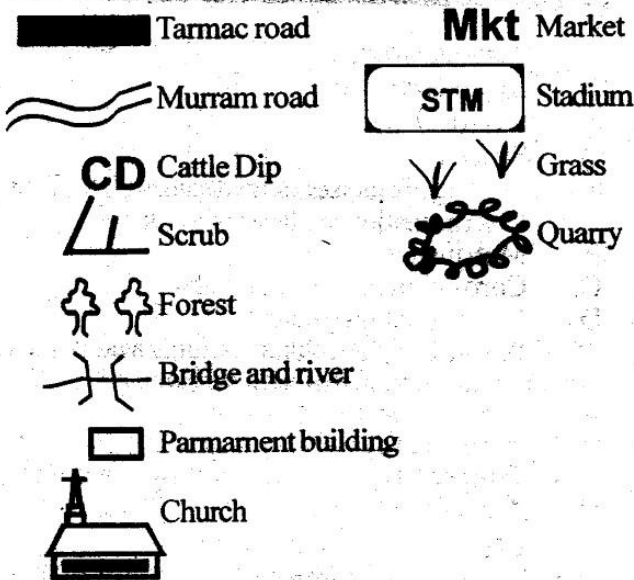 Tarmac road
Murram road
CD Cattle Dip
Scrub
Forest
Bridge and river
Parmarnent building
Church
Mkt Market
STM Stadium
Grass
Quarry